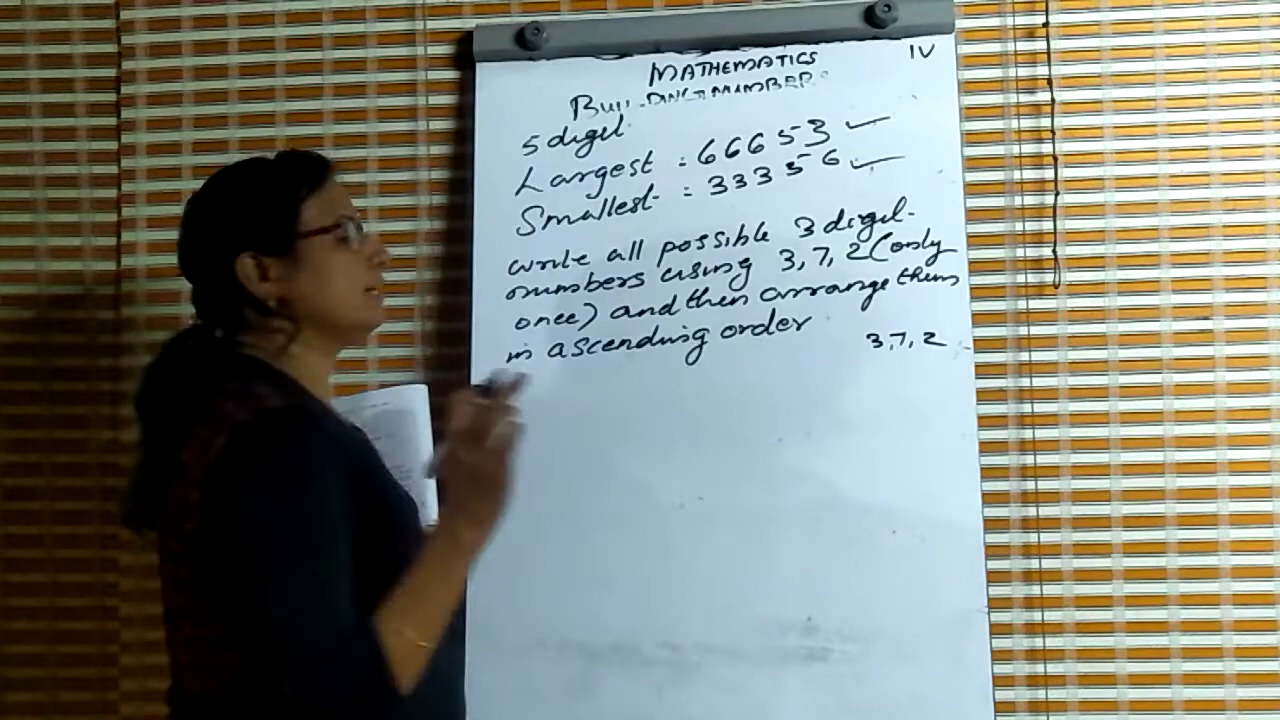 MATHEMATICS IV
BUILDING NUMBERS
5 digit
Largest : 66653 ✓
Smallest : 33356 ✓
write all possible 3 digit
numbers using 3, 7, 2 (only
once) and then arrange them
in ascending order
3,7,2